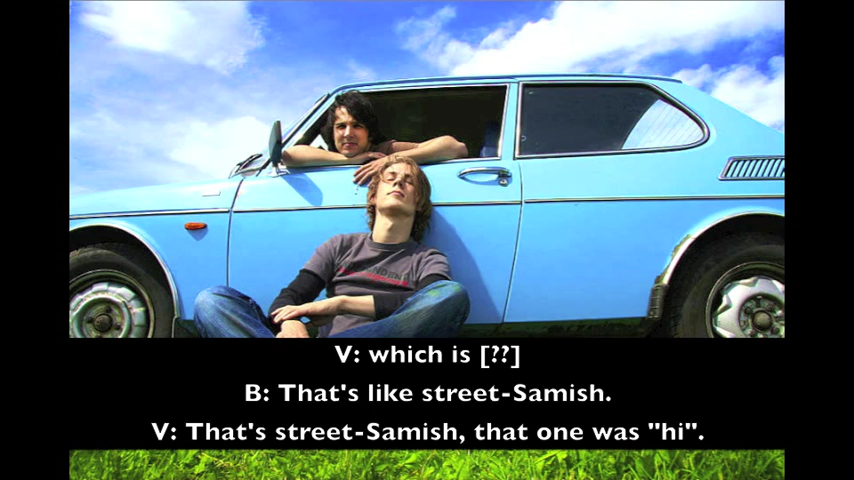 V: which is [??]
B: That's like street-Samish.
V: That's street-Samish, that one was "hi".